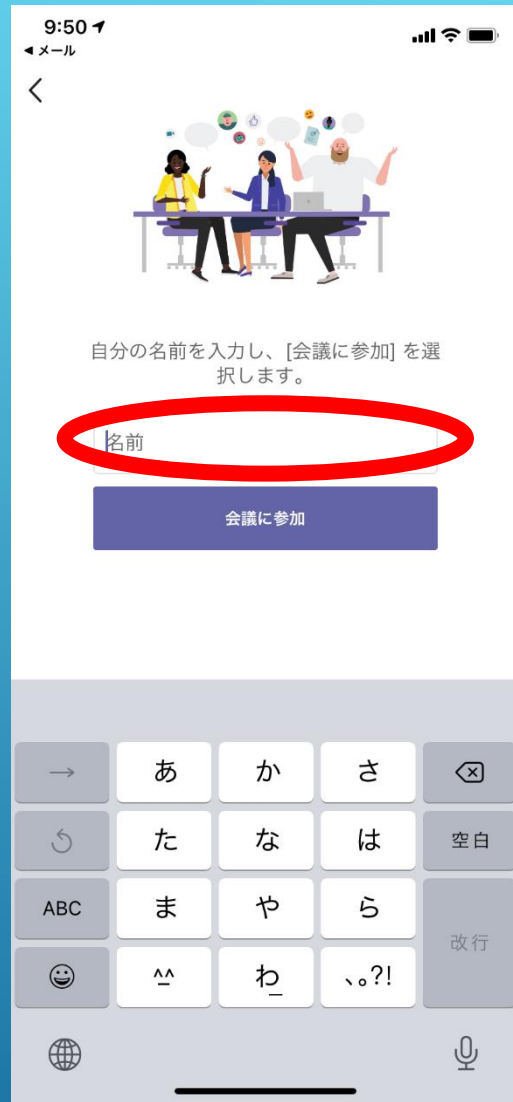 9:50
◀ メール
自分の名前を入力し、[会議に参加] を選
択します。
名前
会議に参加
→ あ か さ
た な は 空白
ABC ま や ら
改行
^^ わ 、。?!